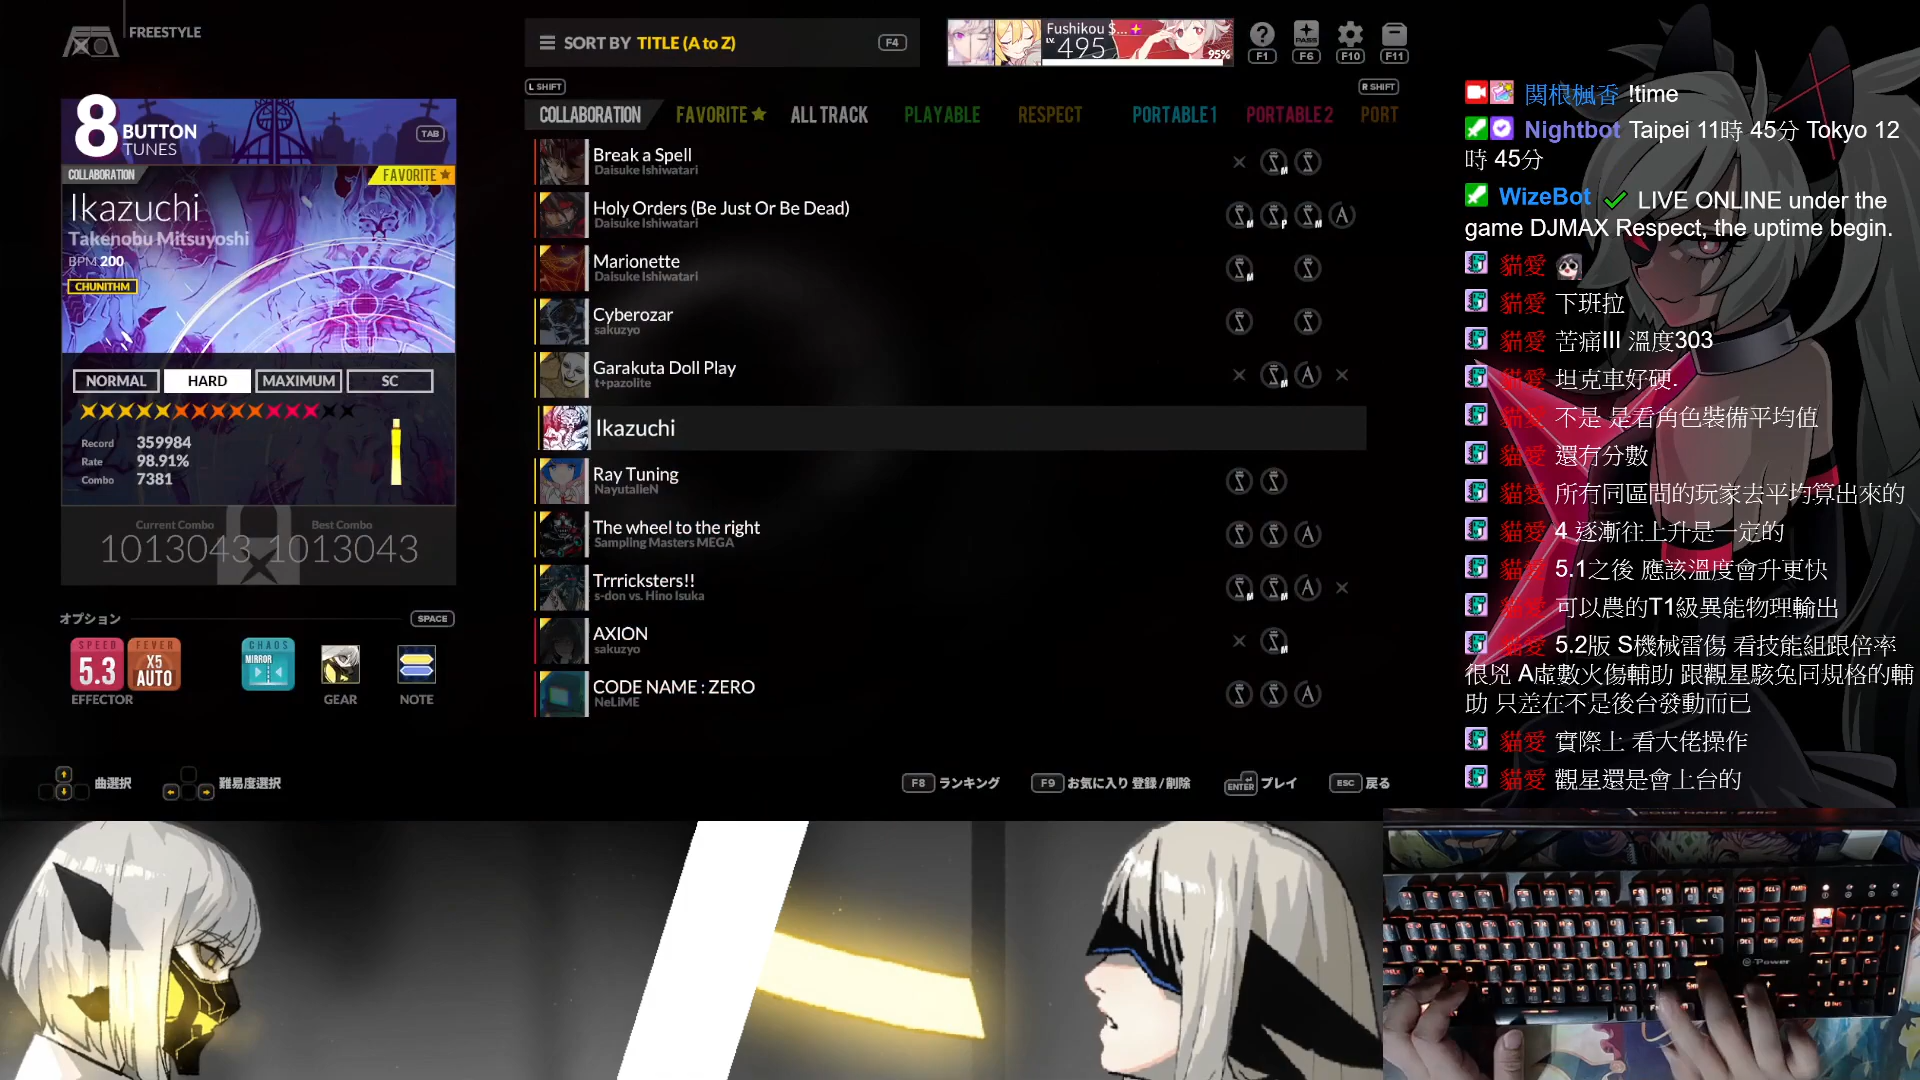 FREESTYLE
SORT BY TITLE (A to Z)
F4
Fushikou $...
LV. 495
95%
F1
F6
F10
F11
L SHIFT
R SHIFT
COLLABORATION
FAVORITE
ALL TRACK
PLAYABLE
RESPECT
PORTABLE1
PORTABLE2
PORT
8 BUTTON TUNES
TAB
COLLABORATION
FAVORITE
Ikazuchi
Takenobu Mitsuyoshi
BPM 200
CHUNITHM
NORMAL
HARD
MAXIMUM
SC
Record 359984
Rate 98.91%
Combo 7381
Current Combo
Best Combo
1013043
1013043
オプション
SPACE
SPEED 5.3
FEVER X5 AUTO
CHAOS MIRROR
EFFECTOR
GEAR
NOTE
Break a Spell
Daisuke Ishiwatari
Holy Orders (Be Just Or Be Dead)
Daisuke Ishiwatari
Marionette
Daisuke Ishiwatari
Cyberozar
sakuzyo
Garakuta Doll Play
t+pazolite
Ikazuchi
Ray Tuning
NayutalieN
The wheel to the right
Sampling Masters MEGA
Trrricksters!!
s-don vs. Hino Isuka
AXION
sakuzyo
CODE NAME : ZERO
NeLiME
曲選択
難易度選択
F8 ランキング
F9 お気に入り 登録/削除
ENTER プレイ
ESC 戻る
関根楓香 !time
Nightbot Taipei 11時 45分 Tokyo 12
時 45分
WizeBot LIVE ONLINE under the
game DJMAX Respect, the uptime begin.
貓愛
貓愛 下班拉
貓愛 苦痛III 溫度303
貓愛 坦克車好硬.
貓愛 不是 是看角色裝備平均值
貓愛 還有分數
貓愛 所有同區間的玩家去平均算出來的
貓愛 4 逐漸往上升是一定的
貓愛 5.1之後 應該溫度會升更快
貓愛 可以農的T1級異能物理輸出
貓愛 5.2版 S機械雷傷 看技能組跟倍率
很兇 A虛數火傷輔助 跟觀星駭兔同規格的輔
助 只差在不是後台發動而已
貓愛 實際上 看大佬操作
貓愛 觀星還是會上台的